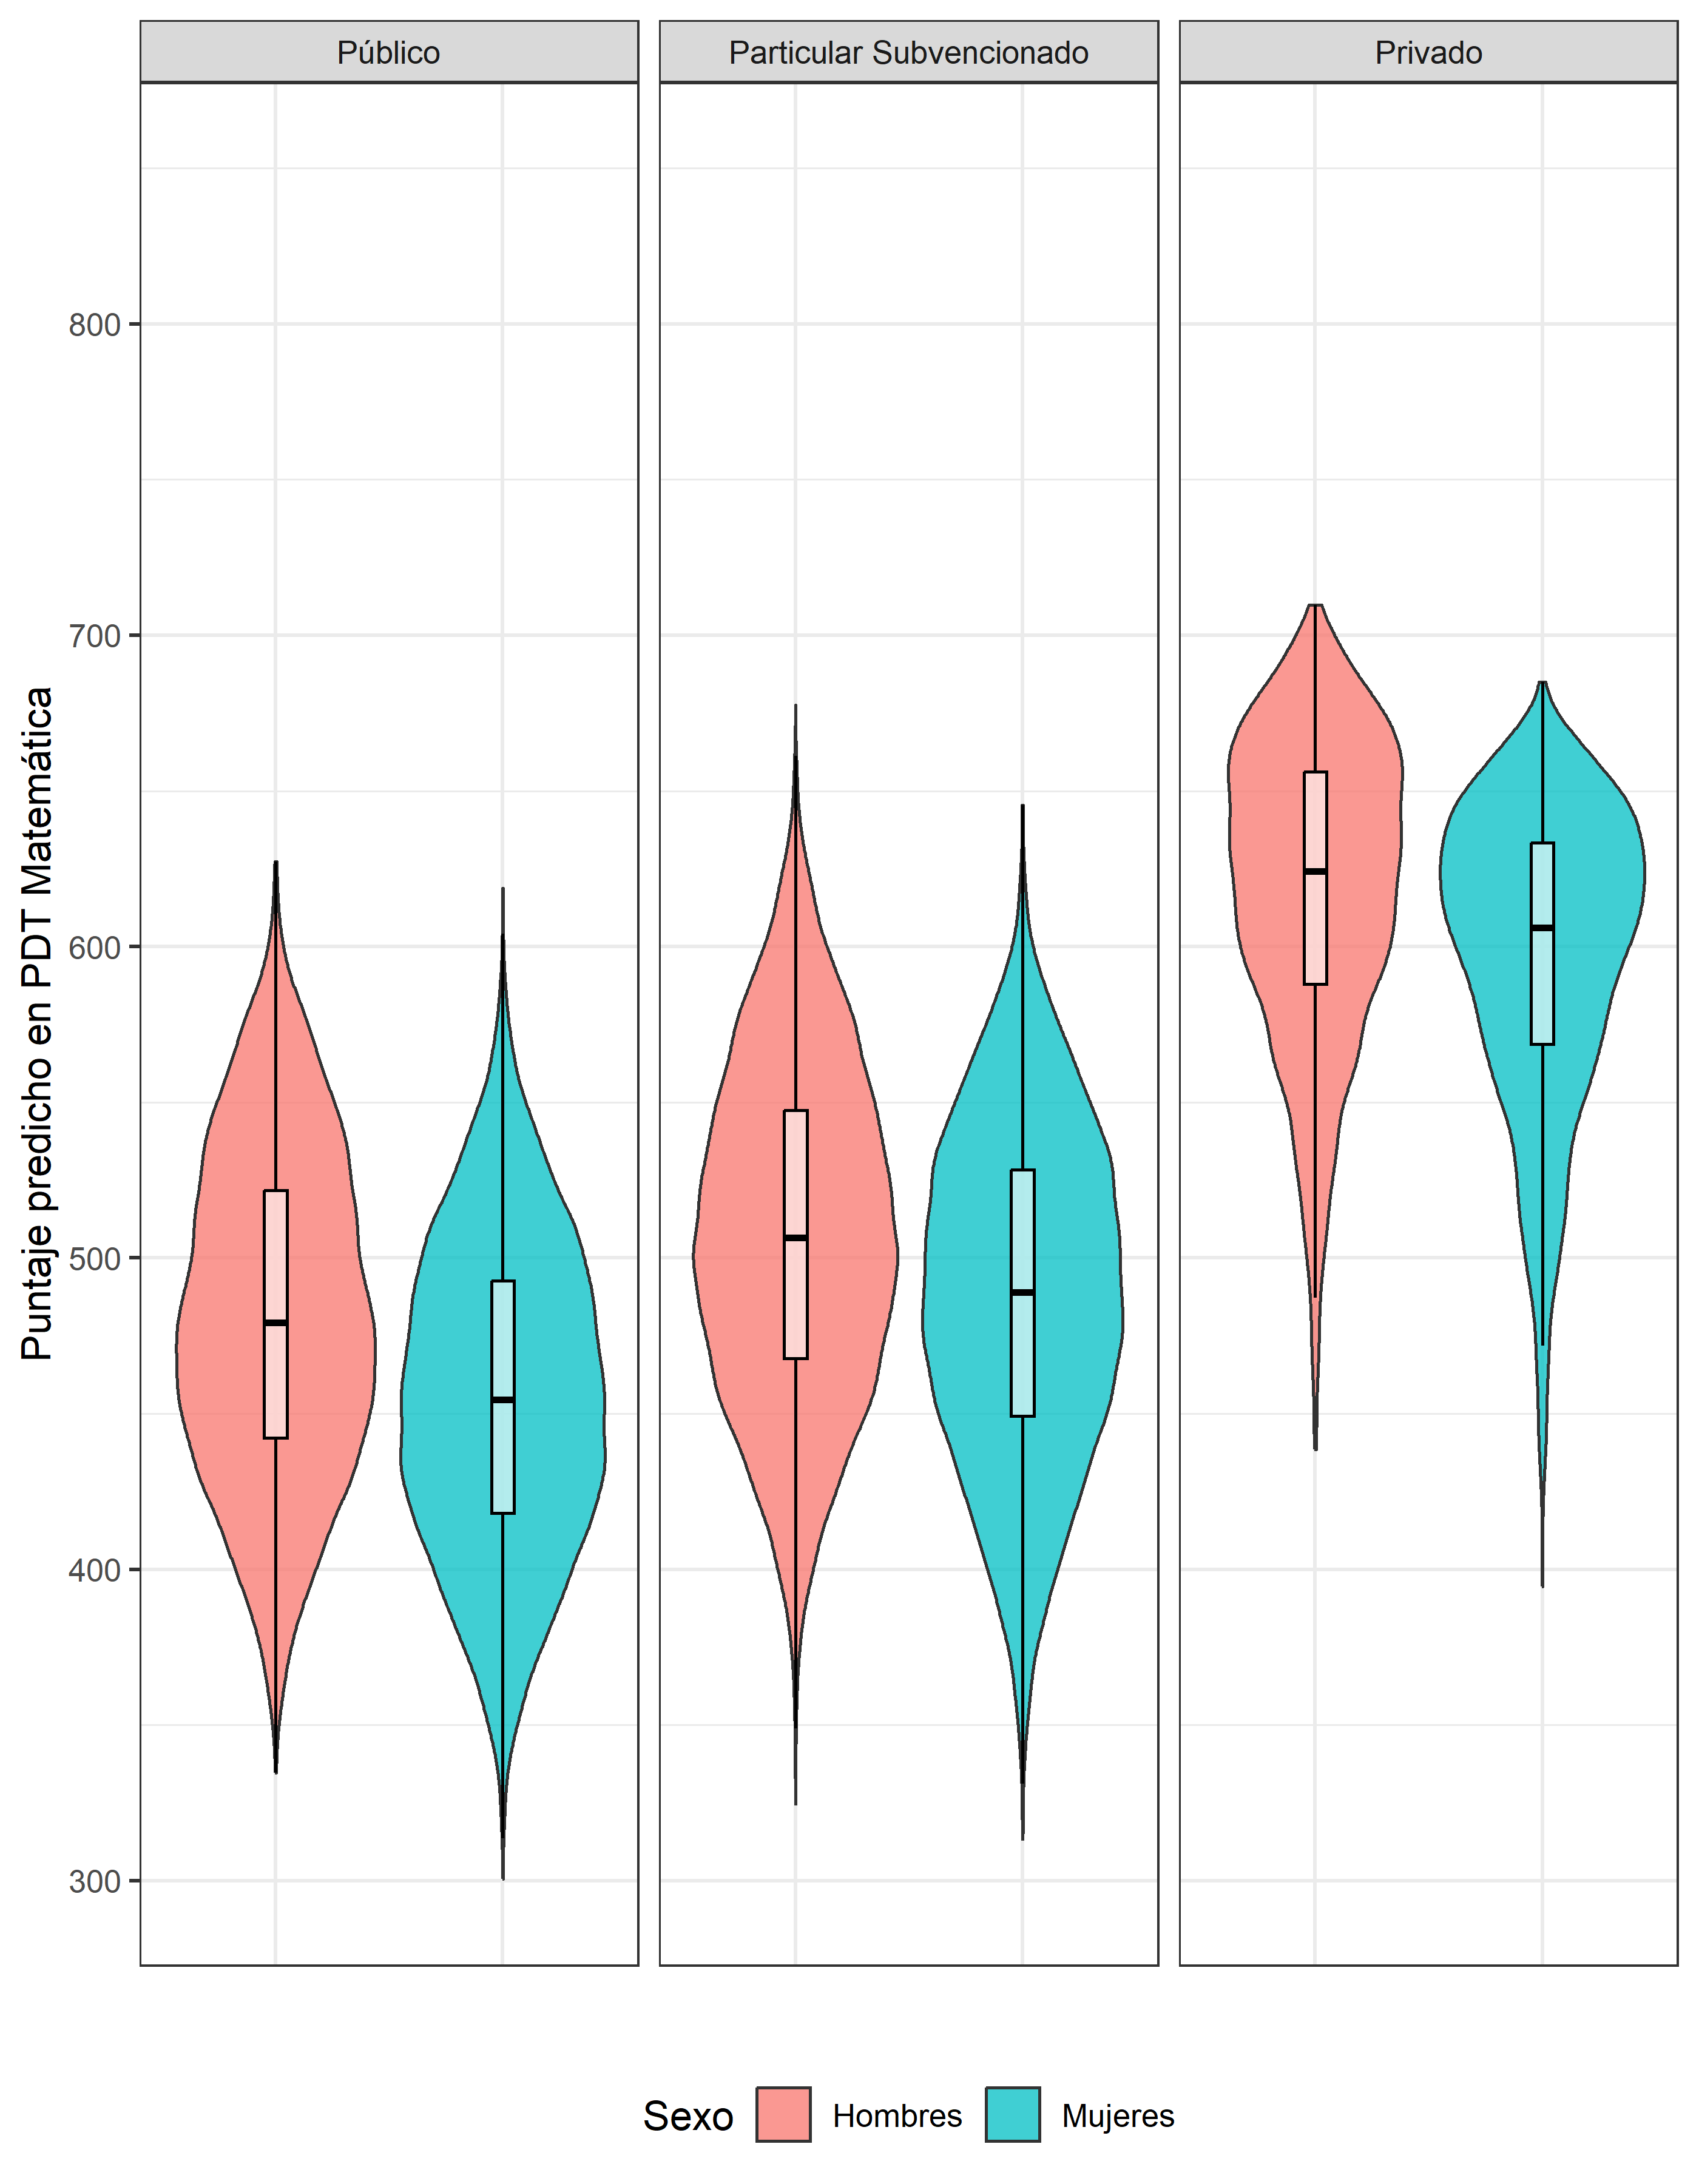 Público
Particular Subvencionado
Privado
Puntaje predicho en PDT Matemática
800
700
600
500
400
300
Sexo Hombres Mujeres